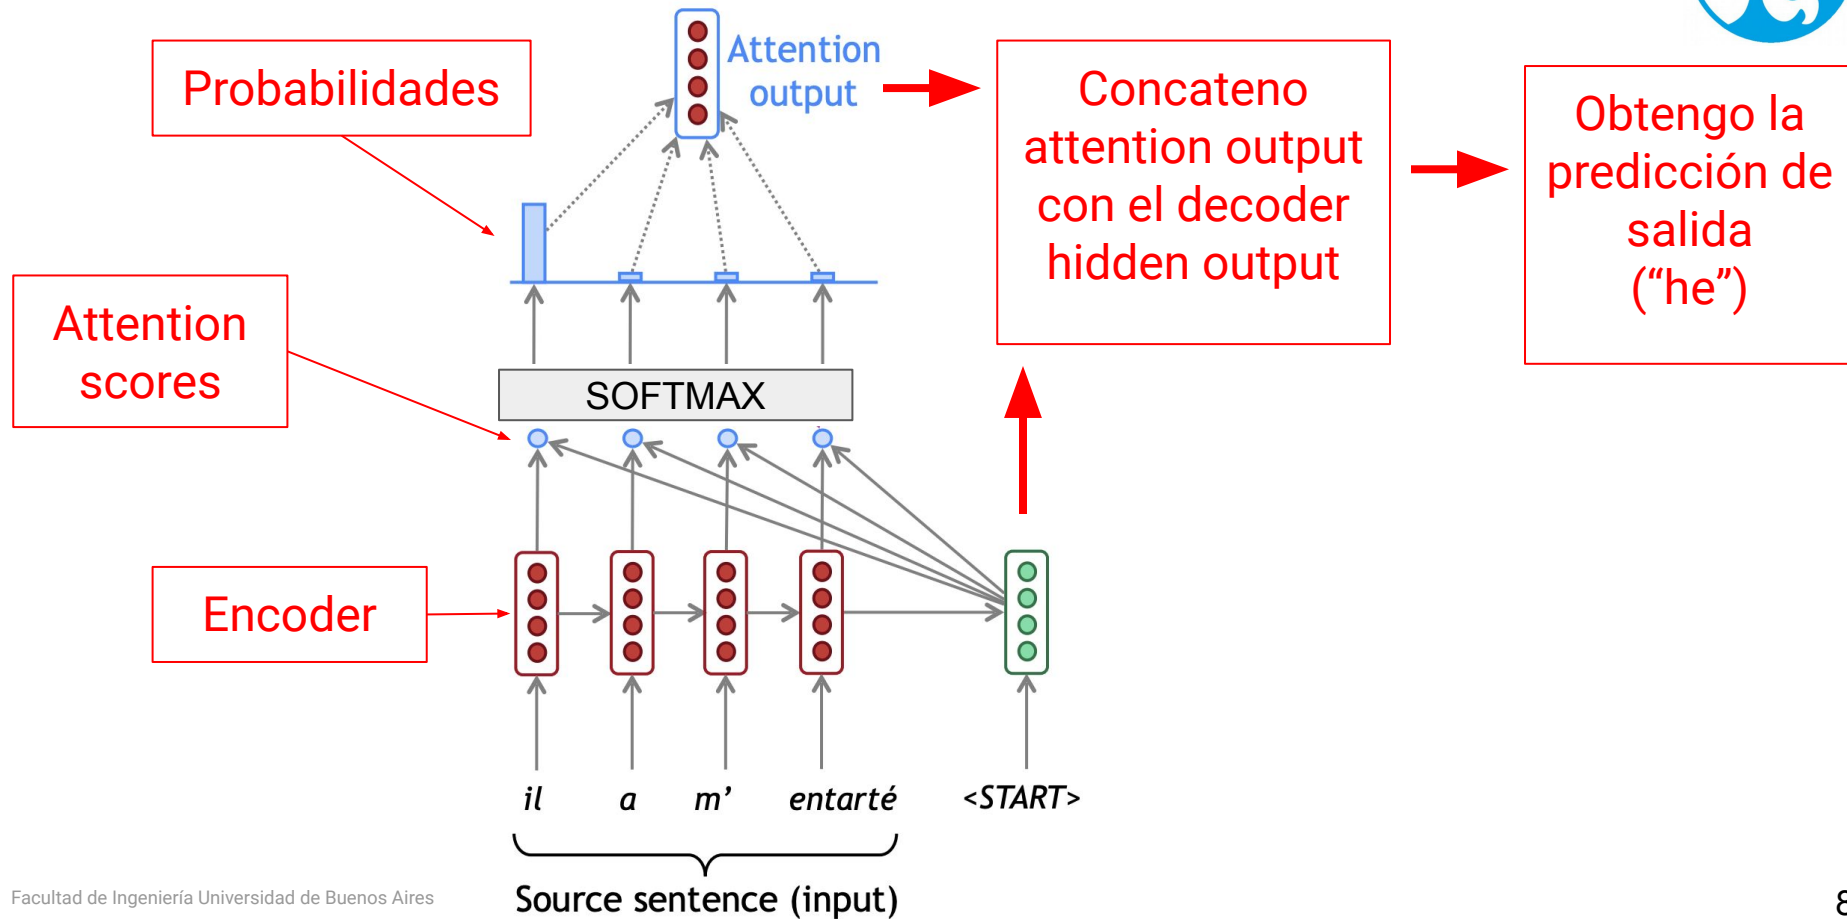 Probabilidades
Attention
output
Concateno
attention output
con el decoder
hidden output
Obtengo la
predicción de
salida
(“he”)
Attention
scores
SOFTMAX
Encoder
il a m’ entarté <START>
Source sentence (input)
Facultad de Ingeniería Universidad de Buenos Aires